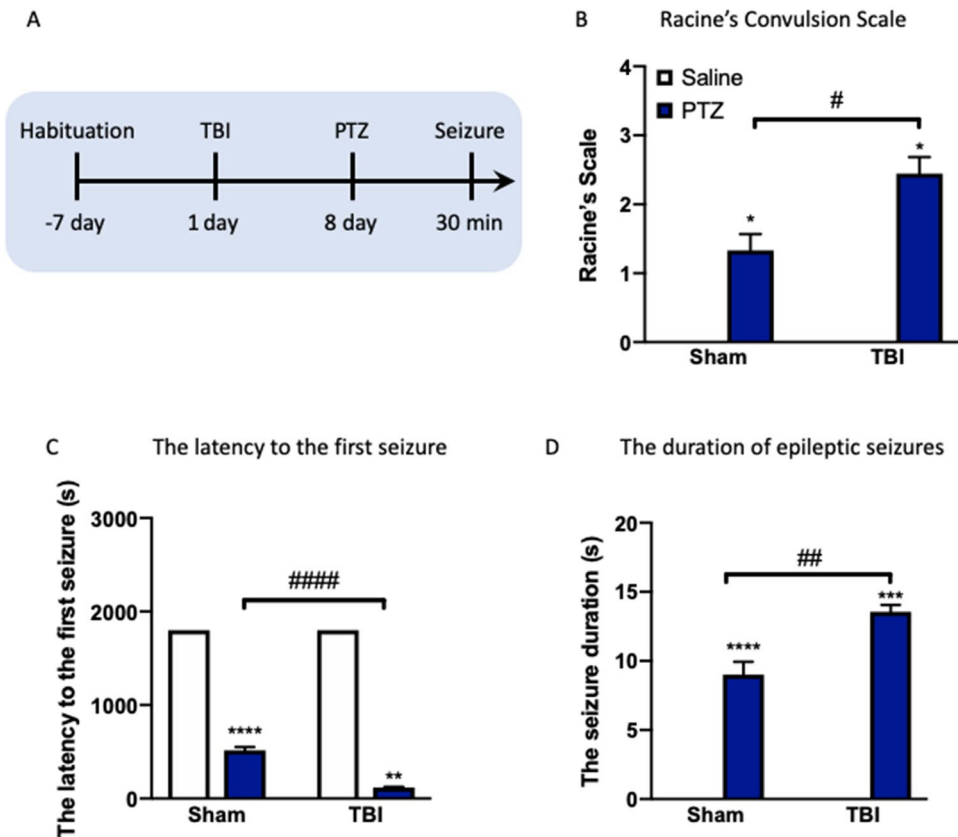 A
Habituation TBI PTZ Seizure
-7 day 1 day 8 day 30 min
B Racine's Convulsion Scale
Racine's Scale
4
3
2
1
0
Saline
PTZ
#
*
*
Sham TBI
C The latency to the first seizure
The latency to the first seizure (s)
3000
2000
1000
0
####
****
**
Sham TBI
D The duration of epileptic seizures
The seizure duration (s)
20
15
10
5
0
##
****
***
Sham TBI